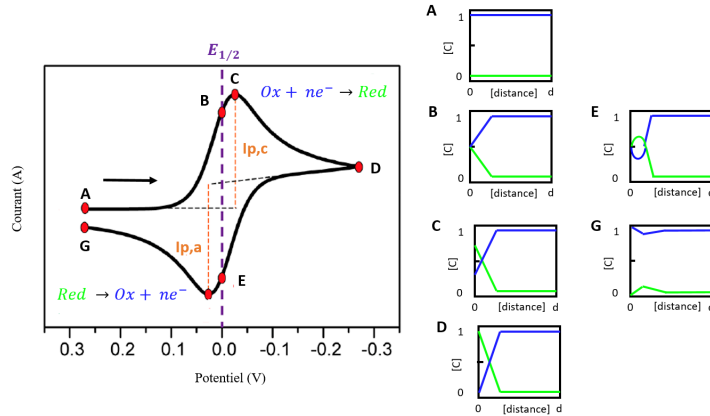 E1/2
C
B
Ox + ne⁻ → Red
Ip,c
A
D
G
Ip,a
E
Red → Ox + ne⁻
Courant (A)
0.3 0.2 0.1 0.0 -0.1 -0.2 -0.3
Potentiel (V)
A
1
[C]
0
0 [distance] d
B
1
[C]
0
0 [distance] d
E
1
[C]
0
0 [distance] d
C
1
[C]
0
0 [distance] d
G
1
[C]
0
0 [distance] d
D
1
[C]
0
0 [distance] d